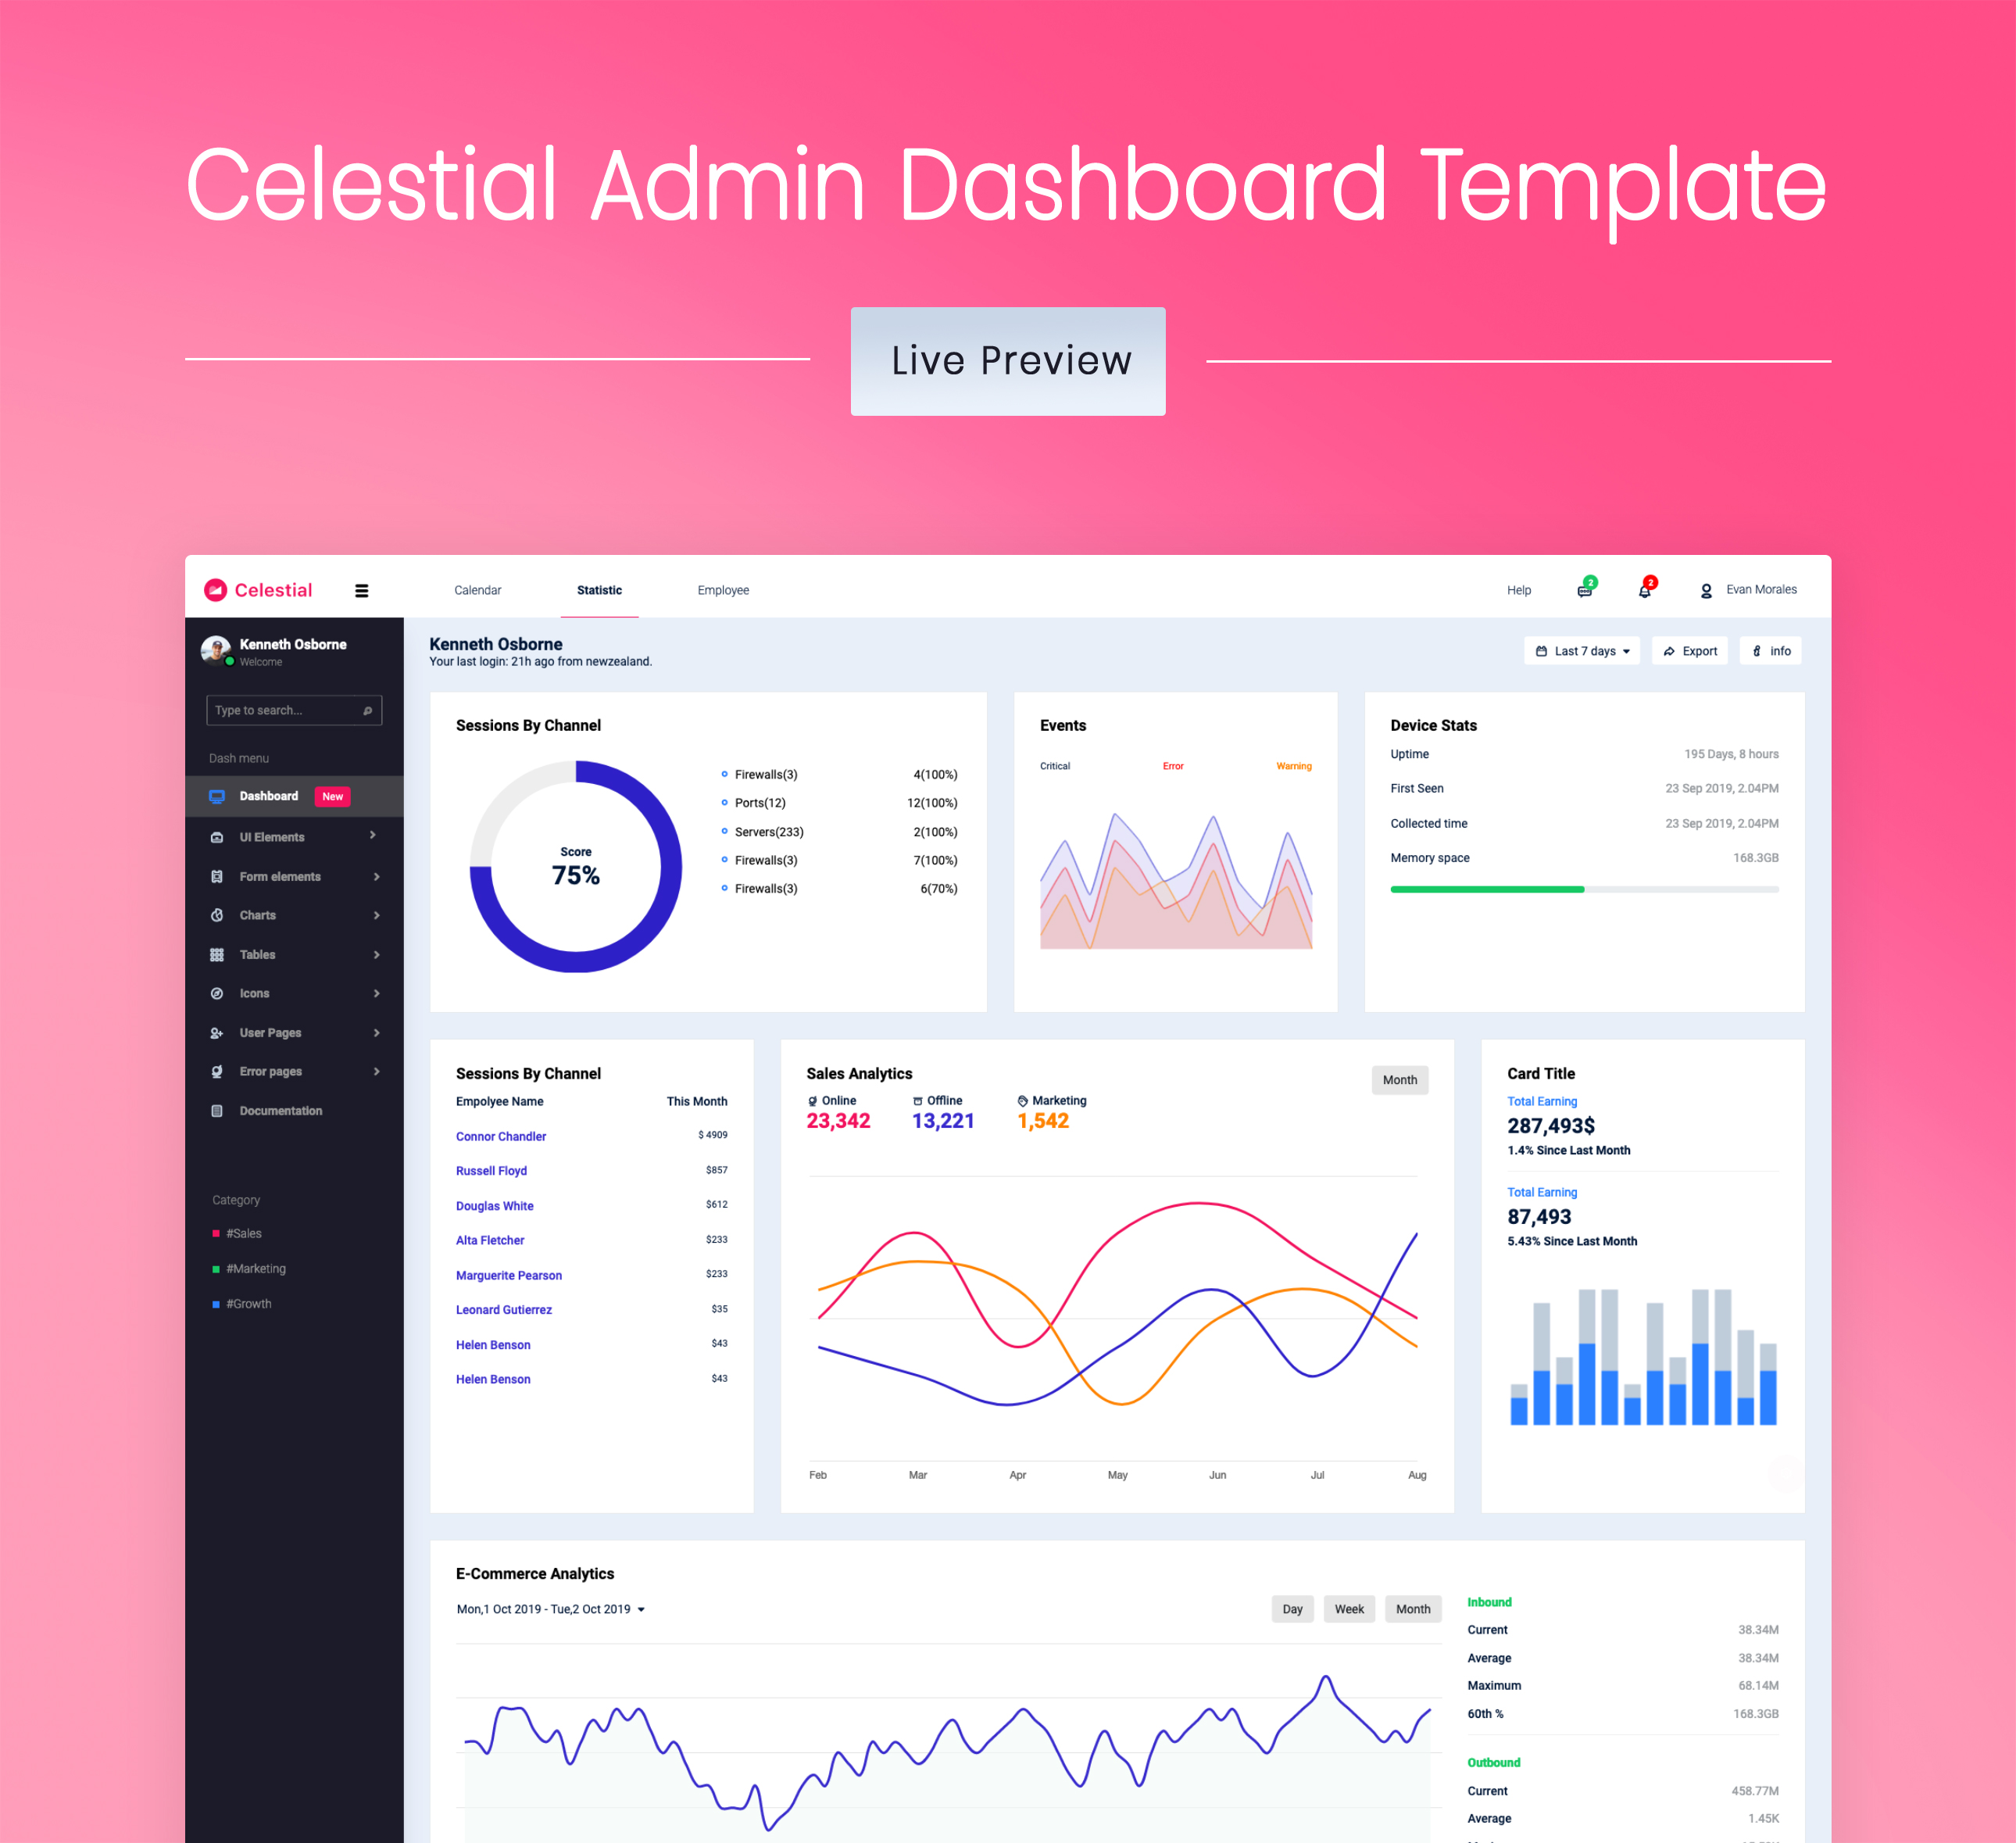 Celestial Admin Dashboard Template
Live Preview
Celestial
Calendar
Statistic
Employee
Help
2
2
Evan Morales
Kenneth Osborne
Welcome
Type to search...
Dash menu
Dashboard
New
UI Elements
Form elements
Charts
Tables
Icons
User Pages
Error pages
Documentation
Category
#Sales
#Marketing
#Growth
Kenneth Osborne
Your last login: 21h ago from newzealand.
Last 7 days
Export
info
Sessions By Channel
Score
75%
Firewalls(3) 4(100%)
Ports(12) 12(100%)
Servers(233) 2(100%)
Firewalls(3) 7(100%)
Firewalls(3) 6(70%)
Events
Critical Error Warning
Device Stats
Uptime 195 Days, 8 hours
First Seen 23 Sep 2019, 2.04PM
Collected time 23 Sep 2019, 2.04PM
Memory space 168.3GB
Sessions By Channel
Empolyee Name This Month
Connor Chandler $ 4909
Russell Floyd $857
Douglas White $612
Alta Fletcher $233
Marguerite Pearson $233
Leonard Gutierrez $35
Helen Benson $43
Helen Benson $43
Sales Analytics
Month
Online Offline Marketing
23,342 13,221 1,542
Feb Mar Apr May Jun Jul Aug
Card Title
Total Earning
287,493$
1.4% Since Last Month
Total Earning
87,493
5.43% Since Last Month
E-Commerce Analytics
Mon,1 Oct 2019 - Tue,2 Oct 2019
Day Week Month
Inbound
Current 38.34M
Average 38.34M
Maximum 68.14M
60th % 168.3GB
Outbound
Current 458.77M
Average 1.45K